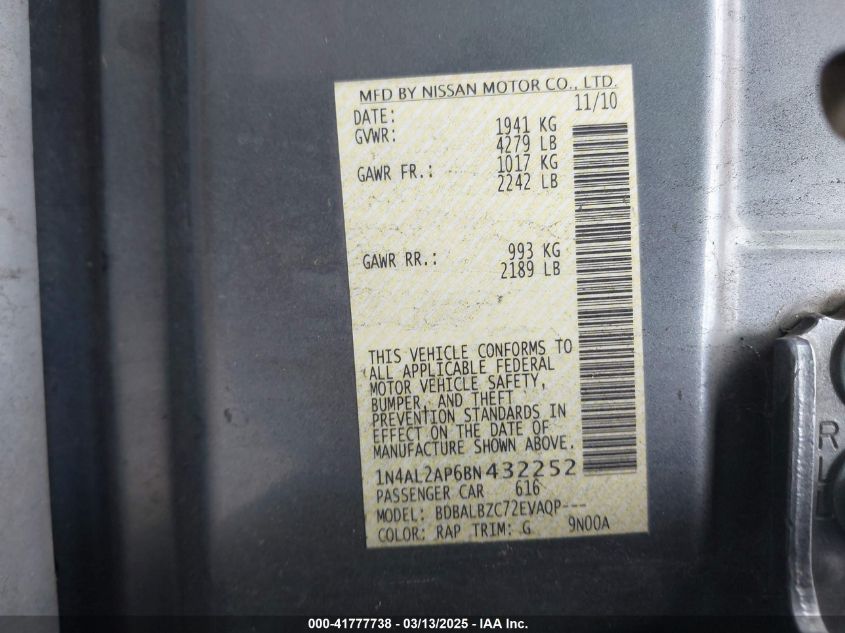 MFD BY NISSAN MOTOR CO., LTD.
DATE: 11/10
GVWR: 1941 KG
4279 LB
GAWR FR.: 1017 KG
2242 LB
GAWR RR.: 993 KG
2189 LB
THIS VEHICLE CONFORMS TO
ALL APPLICABLE FEDERAL
MOTOR VEHICLE SAFETY,
BUMPER, AND THEFT
PREVENTION STANDARDS IN
EFFECT ON THE DATE OF
MANUFACTURE SHOWN ABOVE.
1N4AL2AP6BN432252
PASSENGER CAR 616
MODEL: BDBALBZC72EVAQP---
COLOR: RAP TRIM: G 9N00A
R
000-41777738 - 03/13/2025 - IAA Inc.